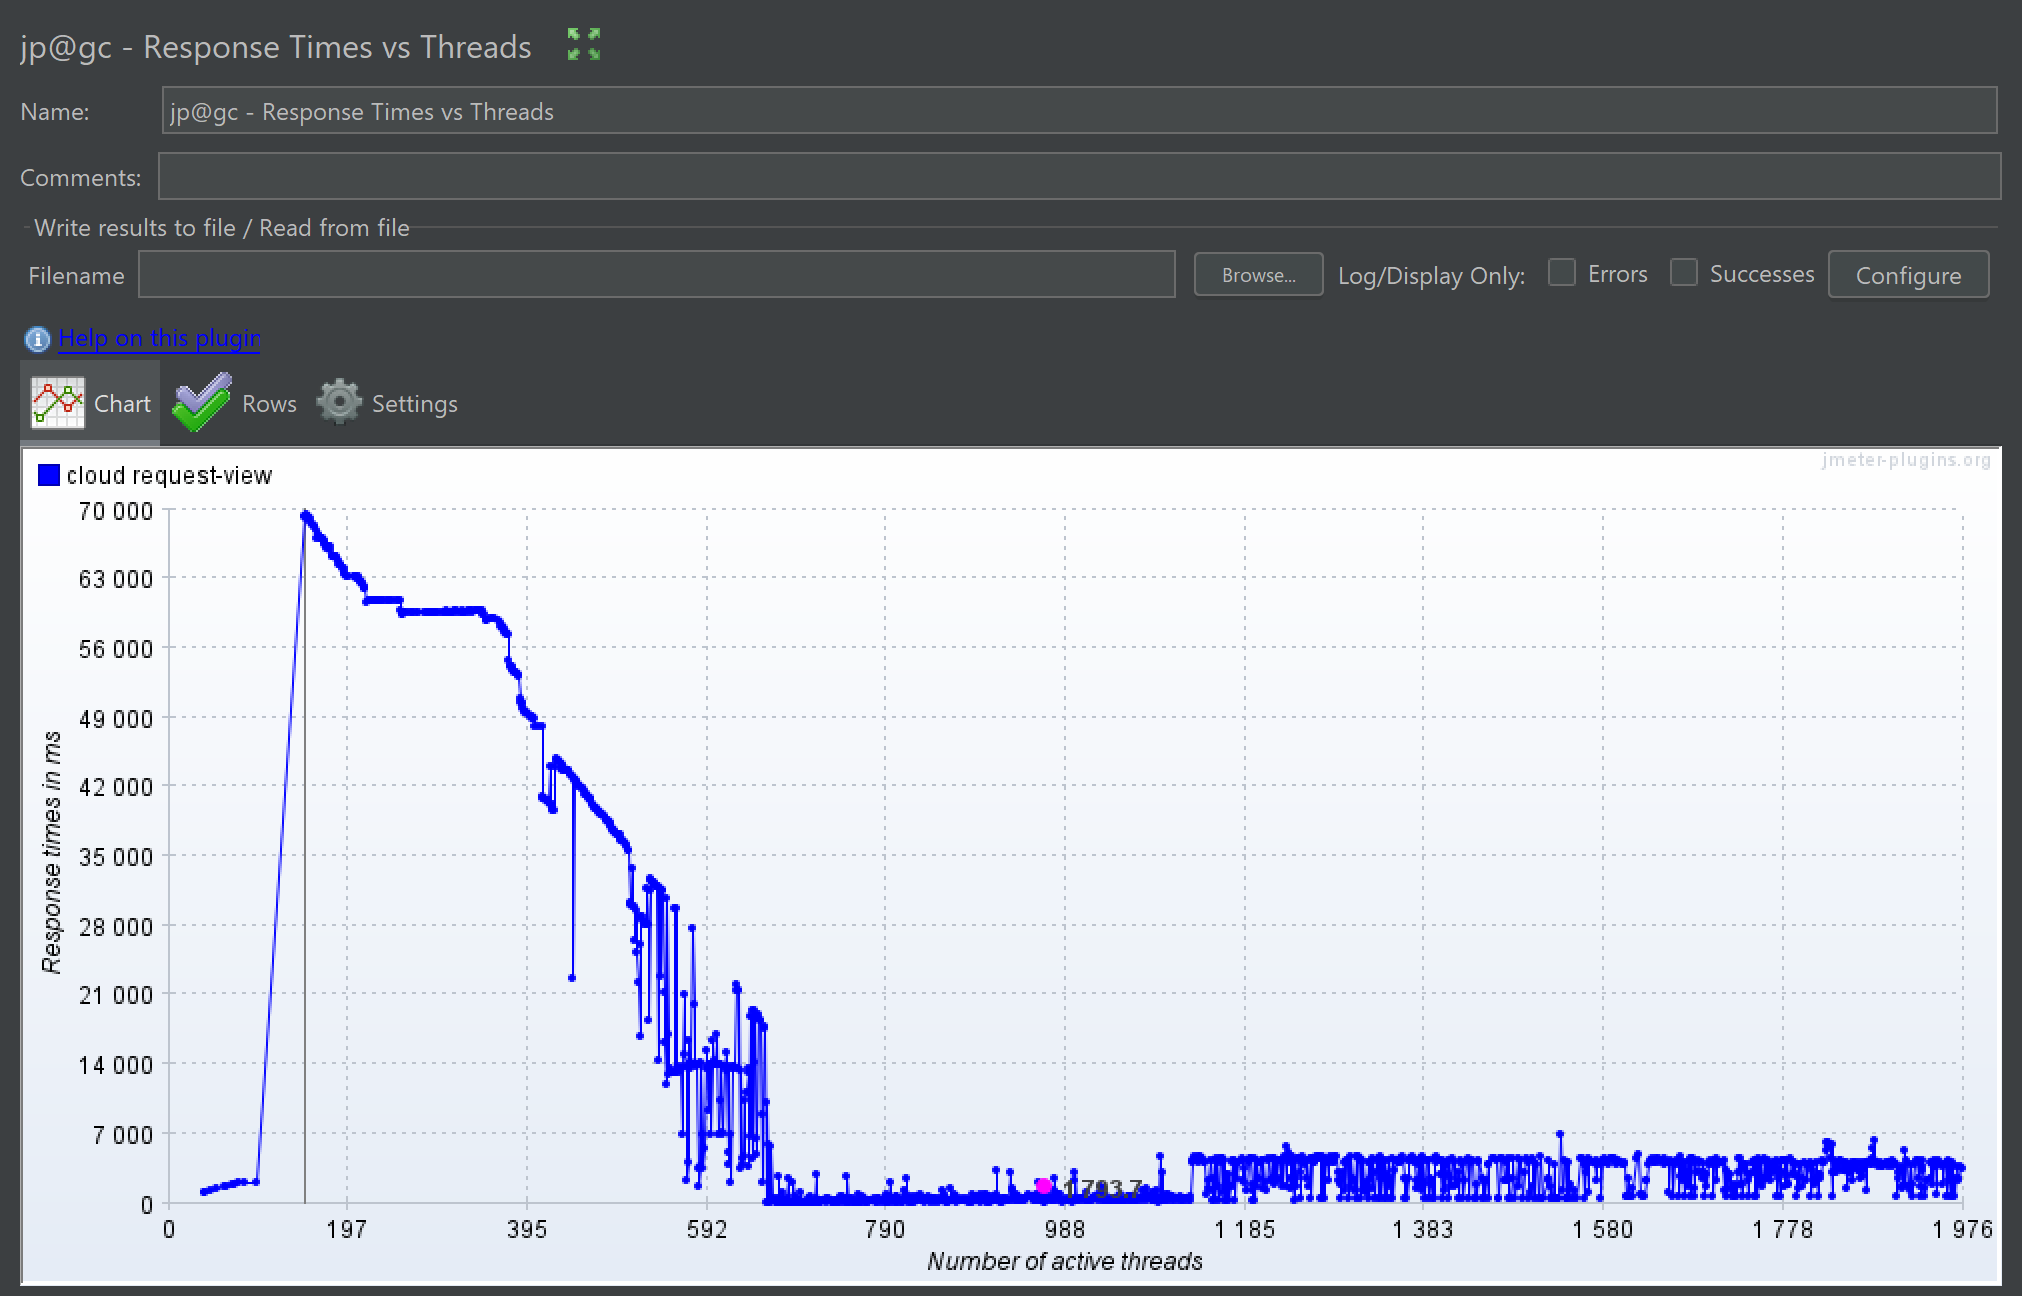 jp@gc - Response Times vs Threads
Name: jp@gc - Response Times vs Threads
Comments:
Write results to file / Read from file
Filename Browse... Log/Display Only: Errors Successes Configure
Help on this plugin
Chart Rows Settings
cloud request-view
jmeter-plugins.org
70 000
63 000
56 000
49 000
42 000
35 000
28 000
21 000
14 000
7 000
0
Response times in ms
1 793.7
0 197 395 592 790 988 1 185 1 383 1 580 1 778 1 976
Number of active threads